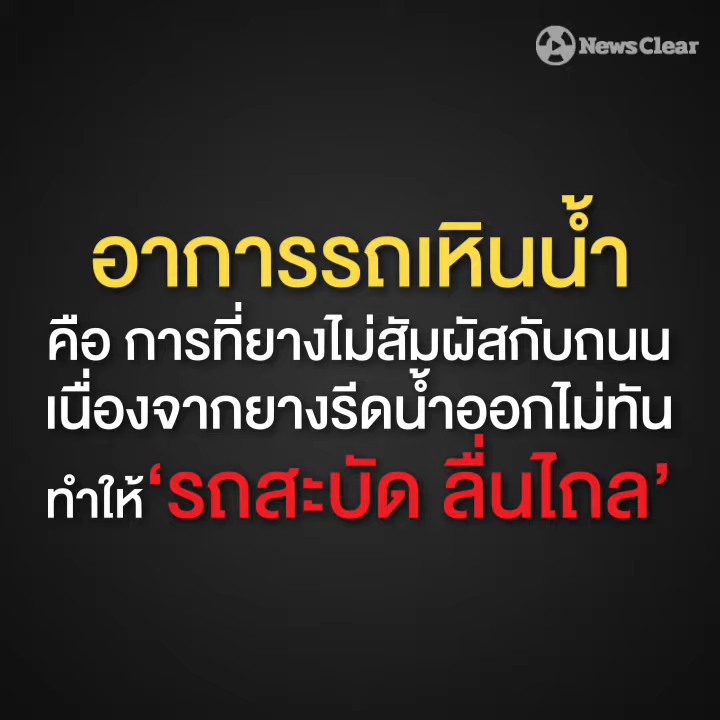 NewsClear
อาการรถเหินน้ำ
คือ การที่ยางไม่สัมผัสกับถนน
เนื่องจากยางรีดน้ำออกไม่ทัน
ทำให้ ‘รถสะบัด ลื่นไถล’